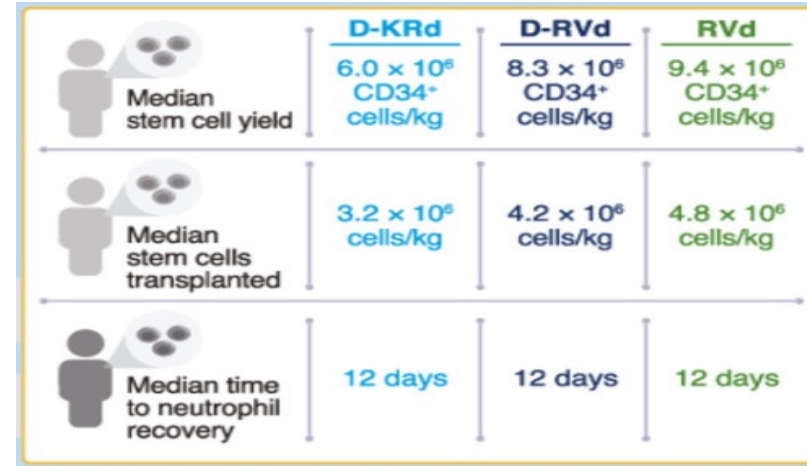 D-KRd D-RVd RVd
Median
stem cell yield
6.0 × 10⁶
CD34⁺
cells/kg
8.3 × 10⁶
CD34⁺
cells/kg
9.4 × 10⁶
CD34⁺
cells/kg
Median
stem cells
transplanted
3.2 × 10⁶
cells/kg
4.2 × 10⁶
cells/kg
4.8 × 10⁶
cells/kg
Median time
to neutrophil
recovery
12 days
12 days
12 days